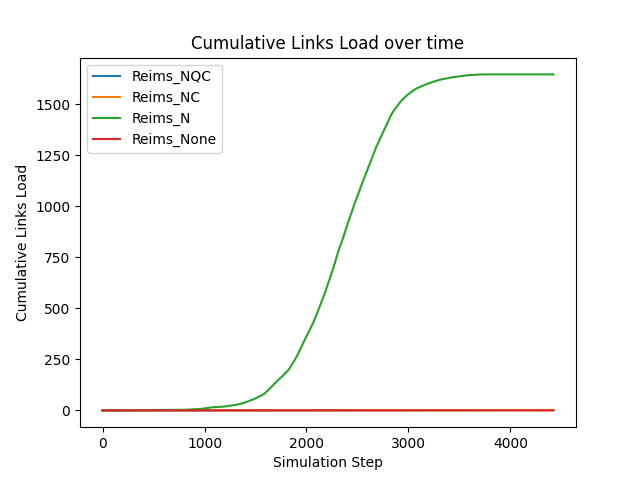 Cumulative Links Load over time
Reims_NQC
Reims_NC
Reims_N
Reims_None
Cumulative Links Load
1500
1250
1000
750
500
250
0
0 1000 2000 3000 4000
Simulation Step